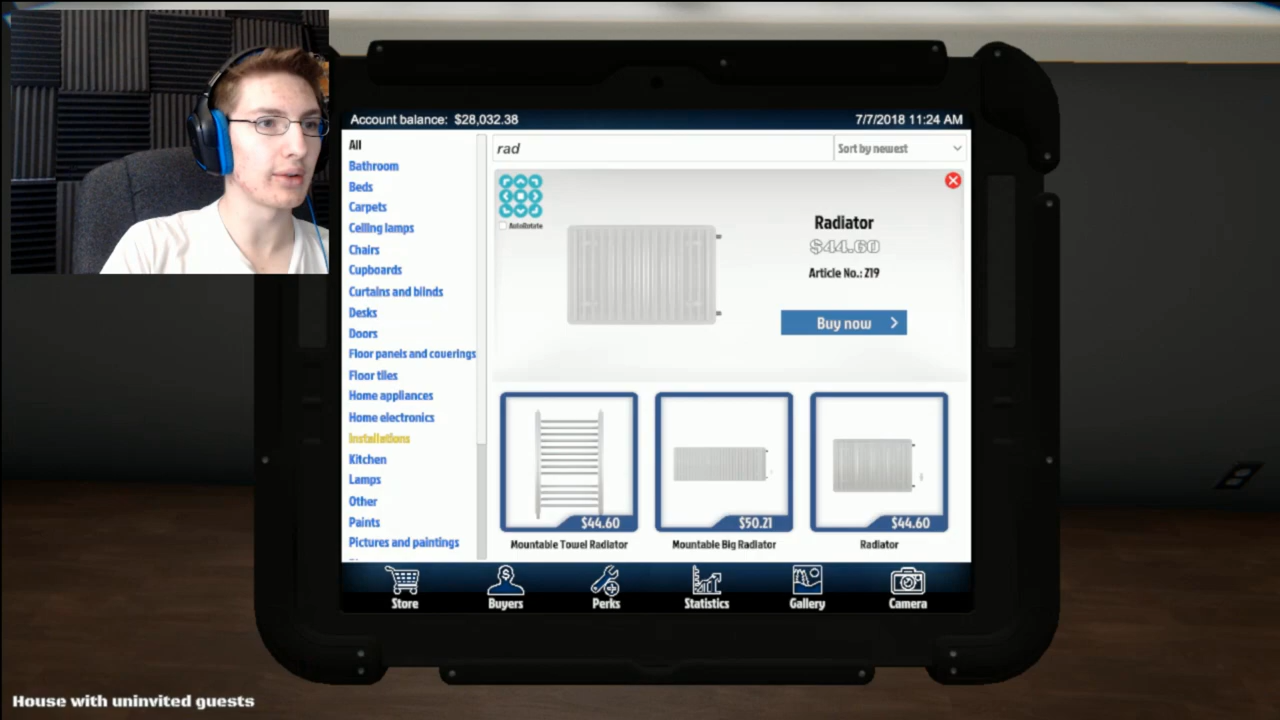 Account balance: $28,032.38
7/7/2018 11:24 AM
All
Bathroom
Beds
Carpets
Ceiling lamps
Chairs
Cupboards
Curtains and blinds
Desks
Doors
Floor panels and coverings
Floor tiles
Home appliances
Home electronics
Installations
Kitchen
Lamps
Other
Paints
Pictures and paintings
rad
Sort by newest
AutoRotate
Radiator
$44.60
Article No.: Z19
Buy now
$44.60
$50.21
$44.60
Mountable Towel Radiator
Mountable Big Radiator
Radiator
Store
Buyers
Perks
Statistics
Gallery
Camera
House with uninvited guests